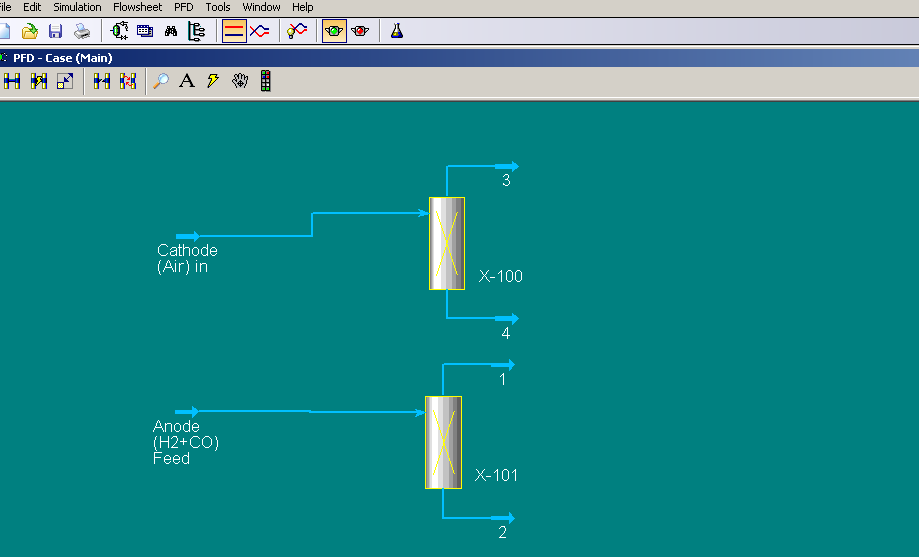 ile Edit Simulation Flowsheet PFD Tools Window Help
PFD - Case (Main)
A
3
Cathode
(Air) in
X-100
4
1
Anode
(H2+CO)
Feed
X-101
2